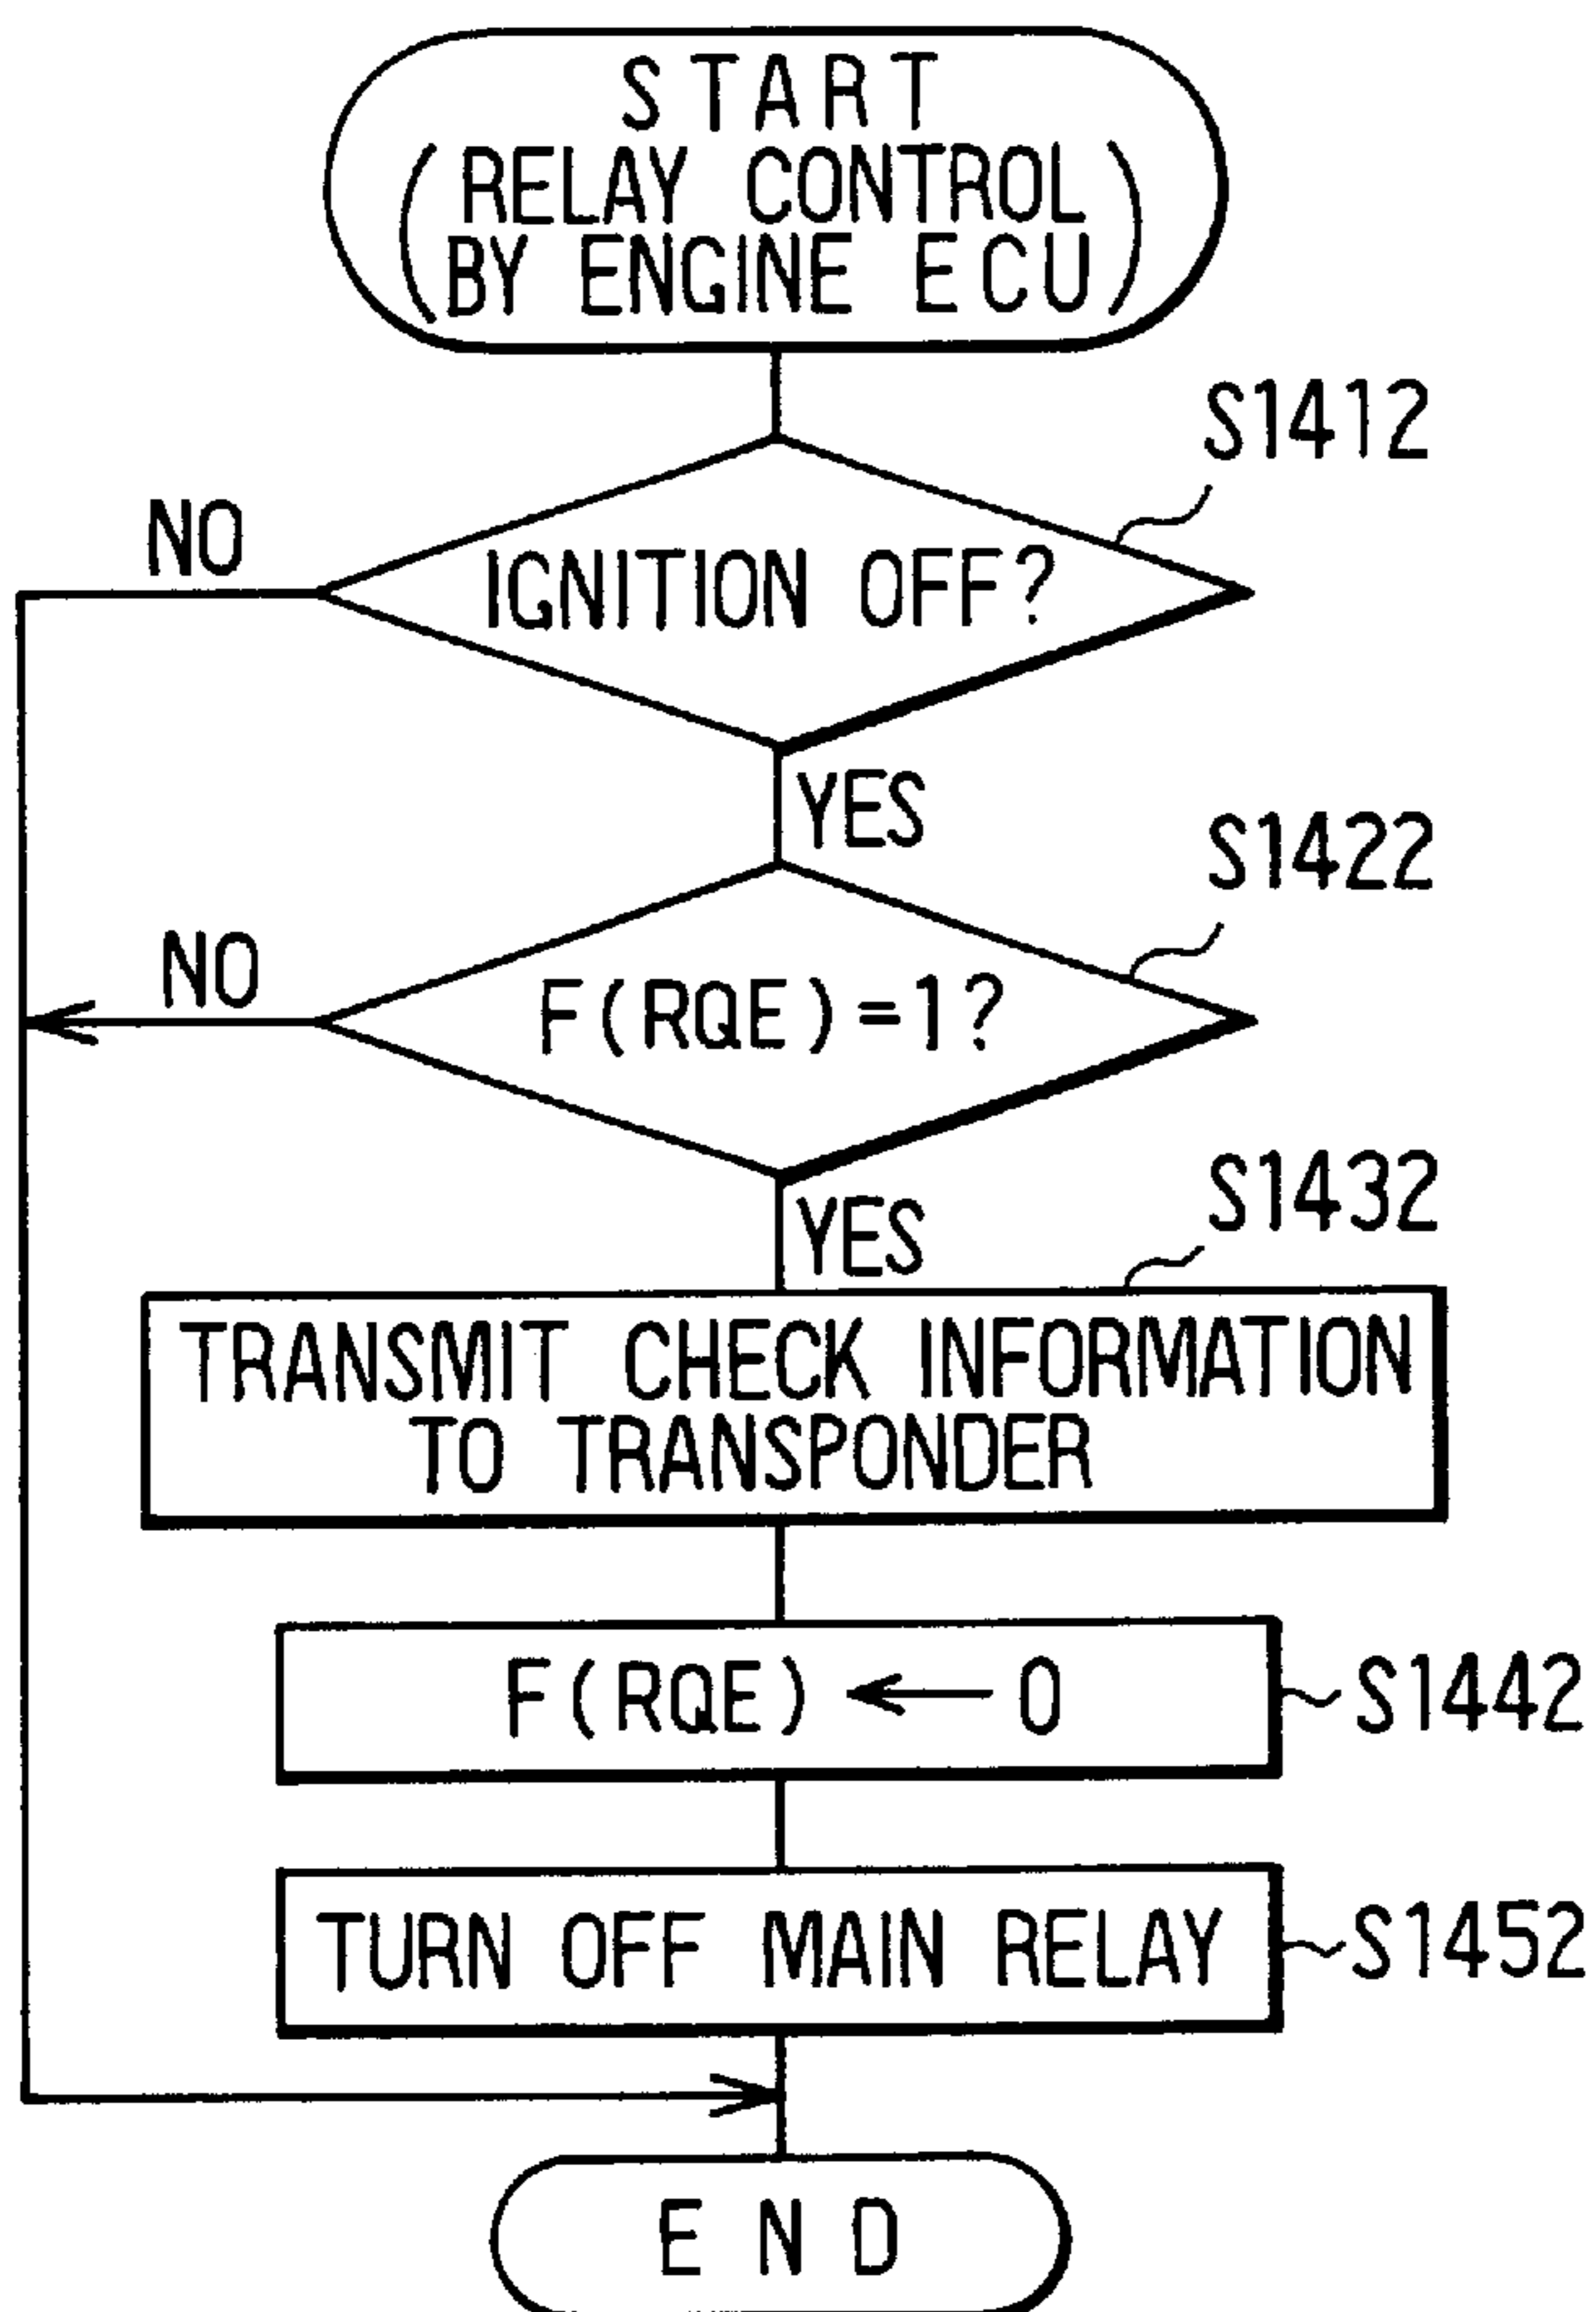 START
(RELAY CONTROL
BY ENGINE ECU)
S1412
NO
IGNITION OFF?
YES
S1422
NO
F(RQE)=1?
YES
S1432
TRANSMIT CHECK INFORMATION
TO TRANSPONDER
F(RQE) ← 0
S1442
TURN OFF MAIN RELAY
S1452
END